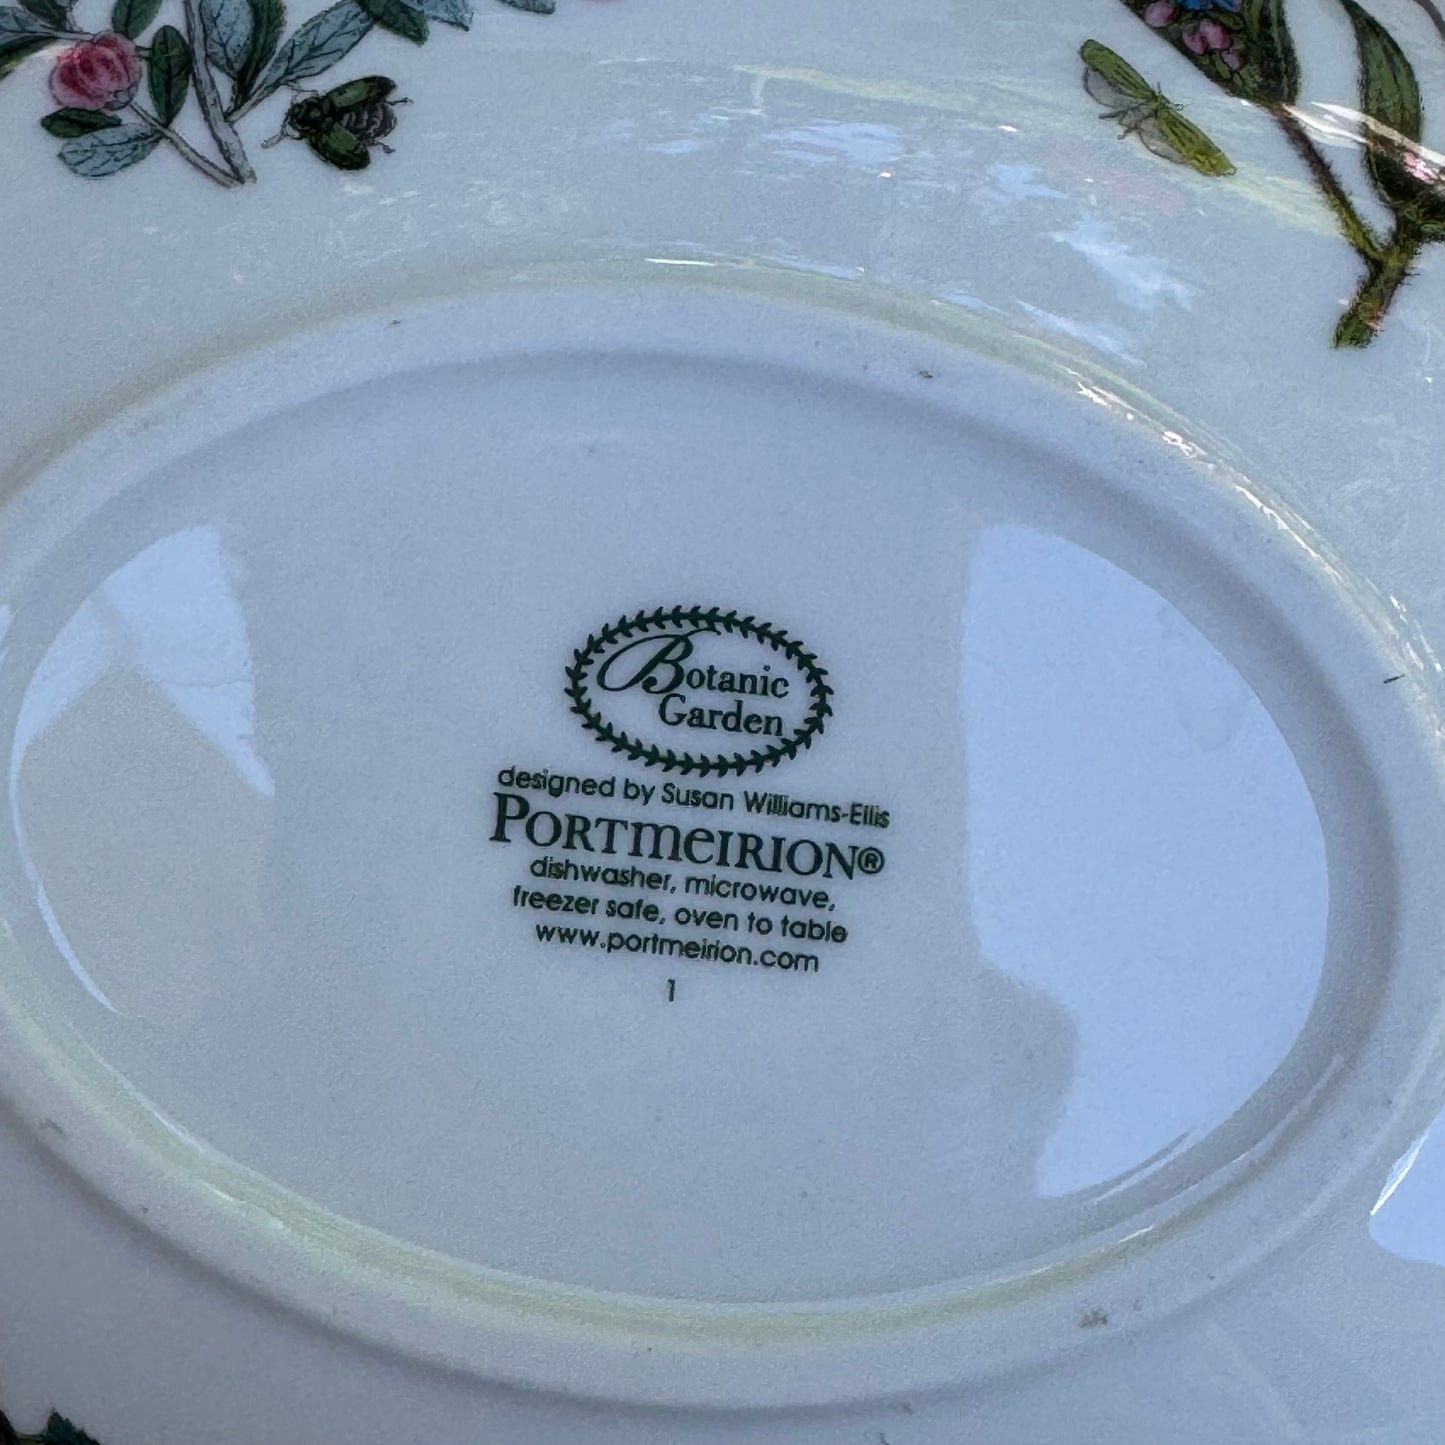 Botanic
Garden
designed by Susan Williams-Ellis
PORTMEIRION®
dishwasher, microwave,
freezer safe, oven to table
www.portmeirion.com
1